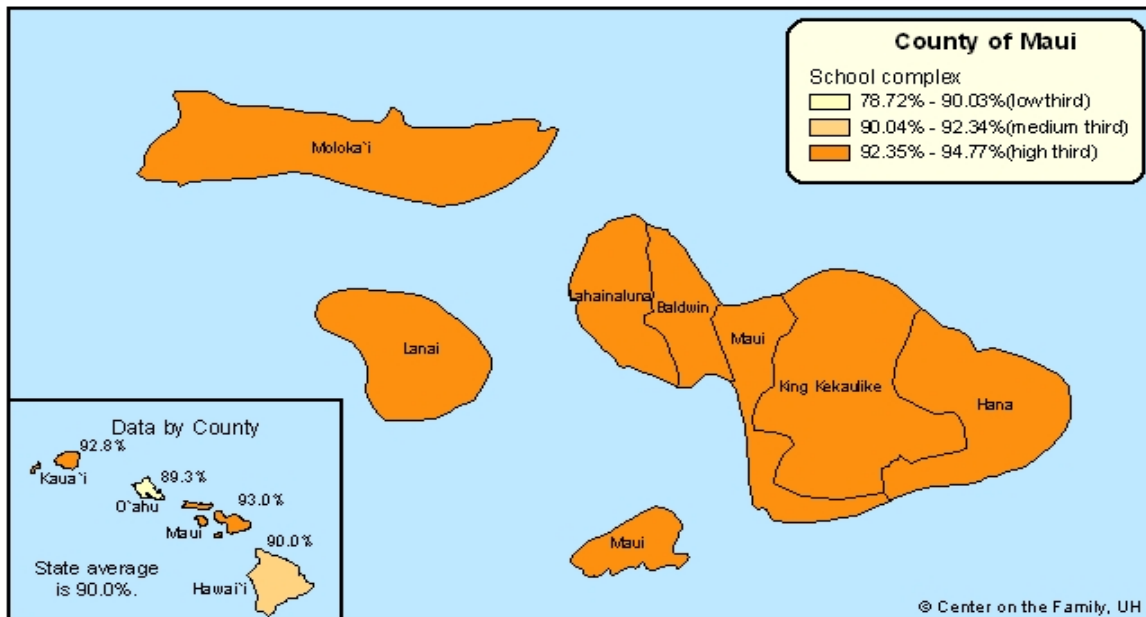 County of Maui
School complex
78.72% - 90.03%(low third)
90.04% - 92.34%(medium third)
92.35% - 94.77%(high third)
Moloka`i
Lahainaluna
Baldwin
Maui
Lanai
King Kekaulike
Hana
Maui
Data by County
92.8%
Kaua`i
89.3%
O`ahu
93.0%
Maui
90.0%
State average
is 90.0%.
Hawai`i
© Center on the Family, UH